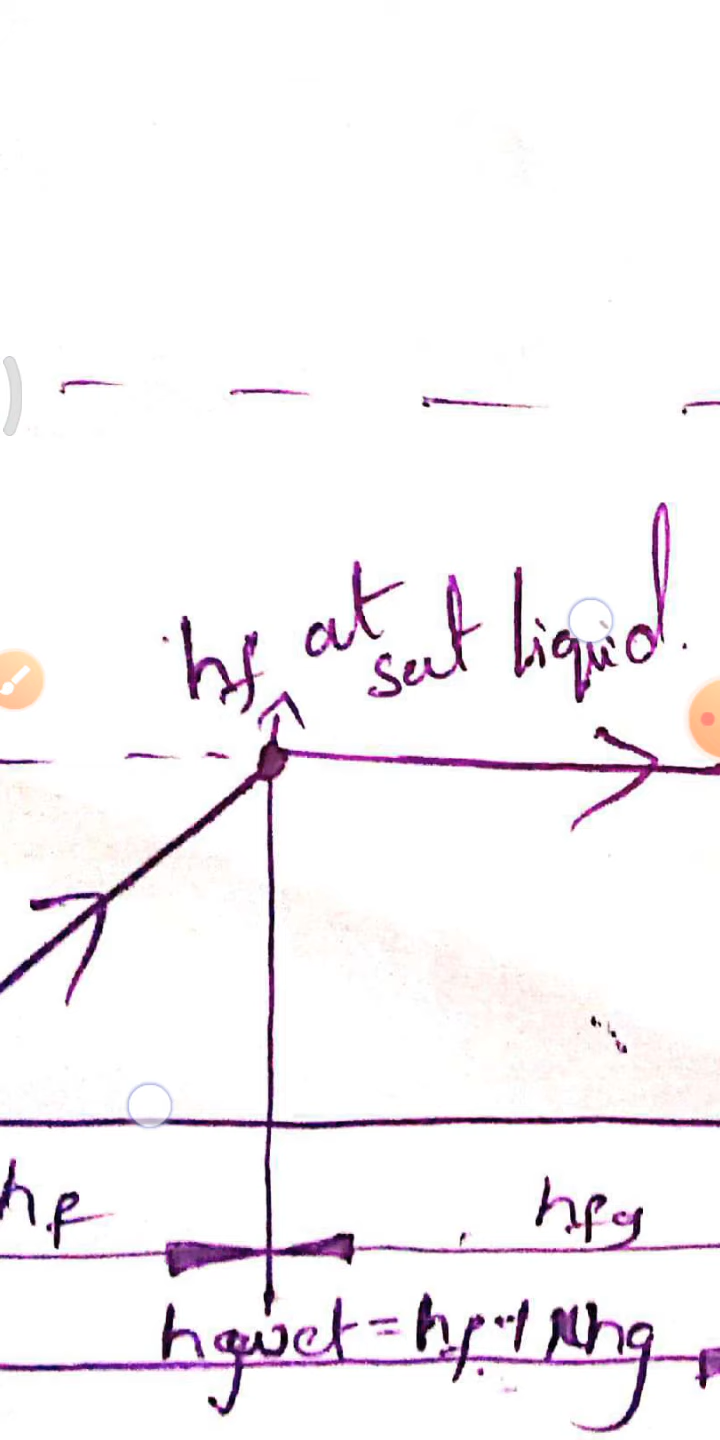 hf at sat liquid.
hf
hfg
hgwet = hf + xhg